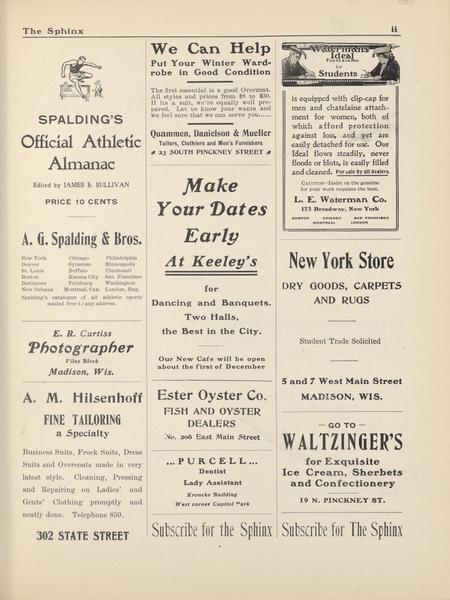 The Sphinx
ii
SPALDING'S
Official Athletic
Almanac
Edited by JAMES E. SULLIVAN
PRICE 10 CENTS
A. G. Spalding & Bros.
New York Chicago Philadelphia
Denver Syracuse Minneapolis
St. Louis Buffalo Cincinnati
Boston Kansas City San Francisco
Baltimore Pittsburg Washington
New Orleans Montreal, Can. London, Eng.
Spalding's catalogue of all athletic sports
mailed free to any address.
E. R. Curtiss
Photographer
Vilas Block
Madison, Wis.
A. M. Hilsenhoff
FINE TAILORING
a Specialty
Business Suits, Frock Suits, Dress
Suits and Overcoats made in very
latest style. Cleaning, Pressing
and Repairing on Ladies' and
Gents' Clothing promptly and
neatly done. Telephone 859.
302 STATE STREET
We Can Help
Put Your Winter Ward-
robe in Good Condition
The first essential is a good Overcoat.
All styles and prices from $8 to $30.
If its a suit, we're equally well pre-
pared. Let us know your wants and
we feel sure that we can serve you......
Quammen, Danielson & Mueller
Tailors, Clothiers and Men's Furnishers
23 SOUTH PINCKNEY STREET
Make
Your Dates
Early
At Keeley's
for
Dancing and Banquets.
Two Halls,
the Best in the City.
Our New Cafe will be open
about the first of December
Ester Oyster Co.
FISH AND OYSTER
DEALERS
No. 206 East Main Street
...PURCELL...
Dentist
Lady Assistant
Kroncke Building
West corner Capitol Park
Subscribe for the Sphinx
Waterman's
Ideal
Fountain Pen
for
Students
is equipped with clip-cap for
men and chatelaine attach-
ment for women, both of
which afford protection
against loss, and yet are
easily detached for use. Our
Ideal flows steadily, never
floods or blots, is easily filled
and cleaned. For sale by all dealers
CAUTION—Insist on the genuine
for your work requires the best.
L. E. Waterman Co.
173 Broadway, New York
BOSTON CHICAGO SAN FRANCISCO
MONTREAL LONDON
New York Store
DRY GOODS, CARPETS
AND RUGS
Student Trade Solicited
5 and 7 West Main Street
MADISON, WIS.
— GO TO —
WALTZINGER'S
for Exquisite
Ice Cream, Sherbets
and Confectionery
19 N. PINCKNEY ST.
Subscribe for The Sphinx